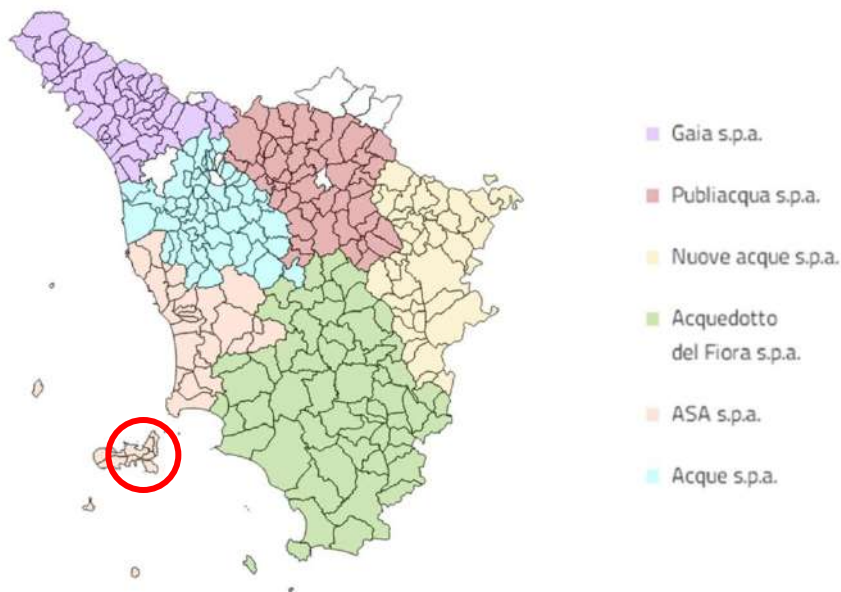 Gaia s.p.a.
Publiacqua s.p.a.
Nuove acque s.p.a.
Acquedotto
del Fiora s.p.a.
ASA s.p.a.
Acque s.p.a.